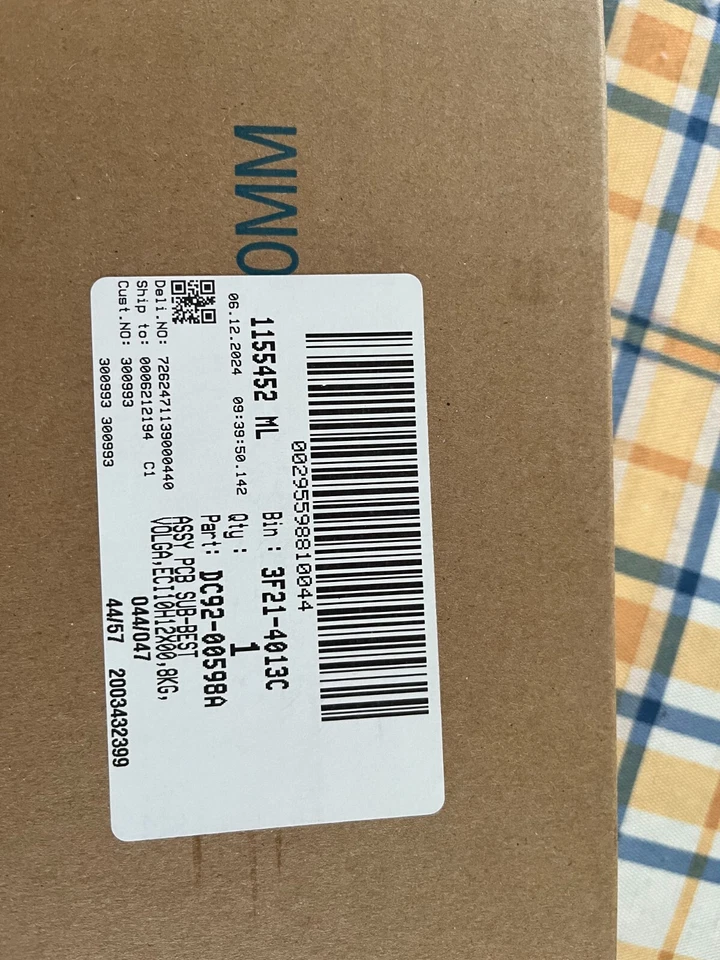 WWO
0029559881​0044
1155452 ML
Bin : 3F21-4013C
06.12.2024 09:39:50.142
Qty : 1
Part: DC92-00598A
ASSY PCB SUB-BEST
VOLGA,ECI10H12X00,8KG,
Deli.NO: 7262471139000440
Ship to: 0006212194 C1
044/047
Cust.NO: 300993
44/57 2003432399
300993 300993